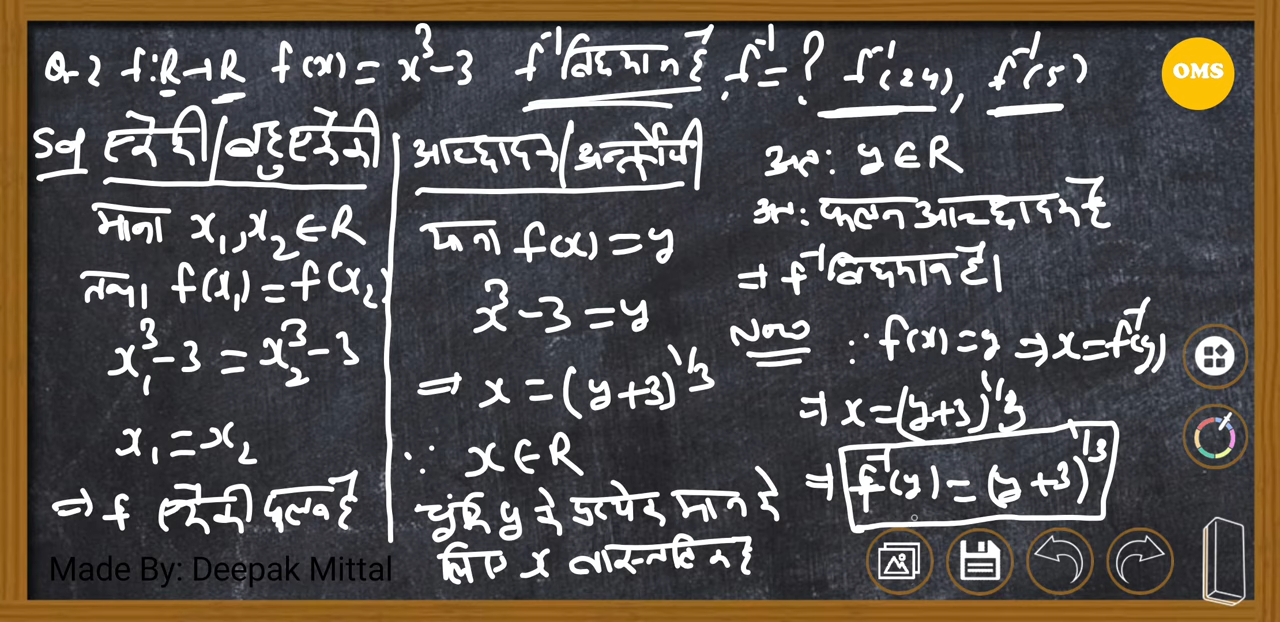 Q-2 f:R→R f(x) = x³-3 f⁻¹ विद्यमान है, f⁻¹=? f⁻¹(24), f⁻¹(5)
OMS
Sol एकैकी/बहुएकैकी
माना x₁,x₂∈R
तथा f(x₁)=f(x₂)
x₁³-3=x₂³-3
x₁=x₂
⇒ f एकैकी फलन है
आच्छादन/अन्तर्क्षेपी
माना f(x)=y
x³-3=y
⇒ x=(y+3)^1/3
∵ x∈R
चूंकि y के प्रत्येक मान के
लिए x वास्तविक है
अतः y∈R
अतः फलन आच्छादक है
⇒ f⁻¹ विद्यमान है।
Now ∵ f(x)=y ⇒ x=f⁻¹(y)
⇒ x=(y+3)^1/3
⇒ f⁻¹(y)=(y+3)^1/3
Made By: Deepak Mittal